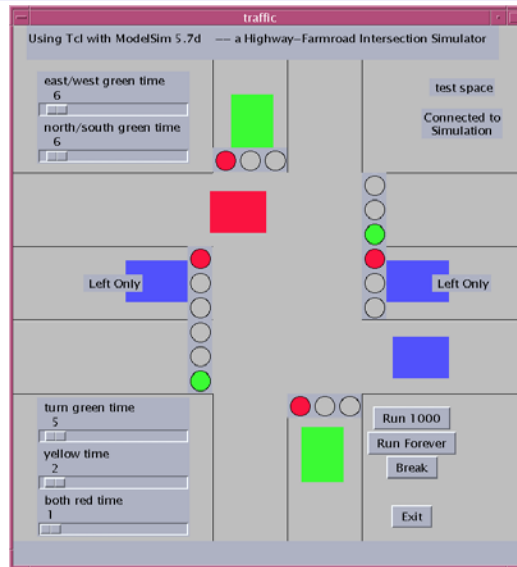 traffic
Using Tcl with ModelSim 5.7d —— a Highway-Farmroad Intersection Simulator
east/west green time
6
north/south green time
6
test space
Connected to
Simulation
Left Only
Left Only
turn green time
5
yellow time
2
both red time
1
Run 1000
Run Forever
Break
Exit